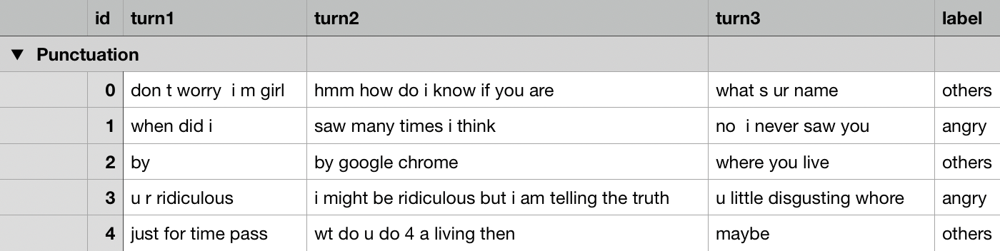 id turn1 turn2 turn3 label
▼ Punctuation
0 don t worry  i m girl hmm how do i know if you are what s ur name others
1 when did i saw many times i think no  i never saw you angry
2 by by google chrome where you live others
3 u r ridiculous i might be ridiculous but i am telling the truth u little disgusting whore angry
4 just for time pass wt do u do 4 a living then maybe others